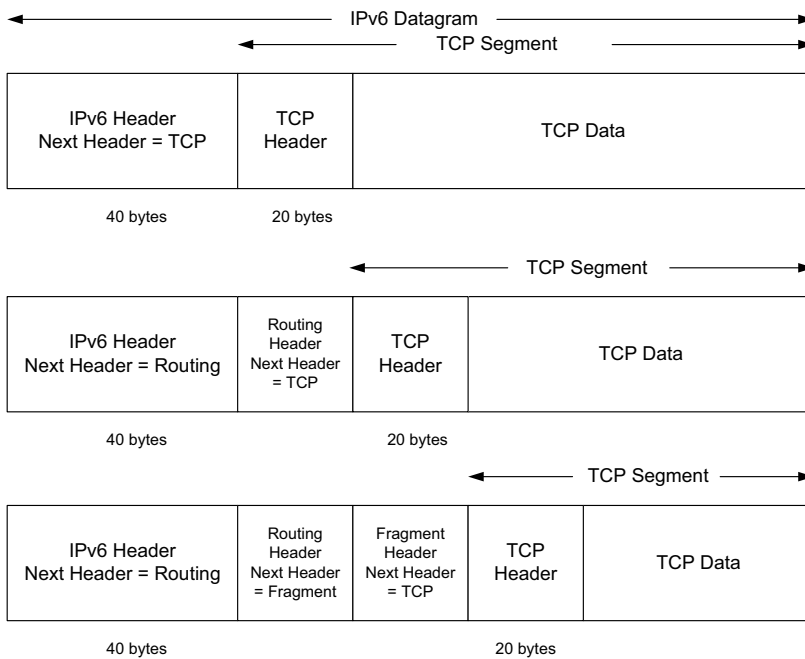 IPv6 Datagram
TCP Segment
IPv6 Header
Next Header = TCP
TCP
Header
TCP Data
40 bytes
20 bytes
TCP Segment
IPv6 Header
Next Header = Routing
Routing
Header
Next Header
= TCP
TCP
Header
TCP Data
40 bytes
20 bytes
TCP Segment
IPv6 Header
Next Header = Routing
Routing
Header
Next Header
= Fragment
Fragment
Header
Next Header
= TCP
TCP
Header
TCP Data
40 bytes
20 bytes